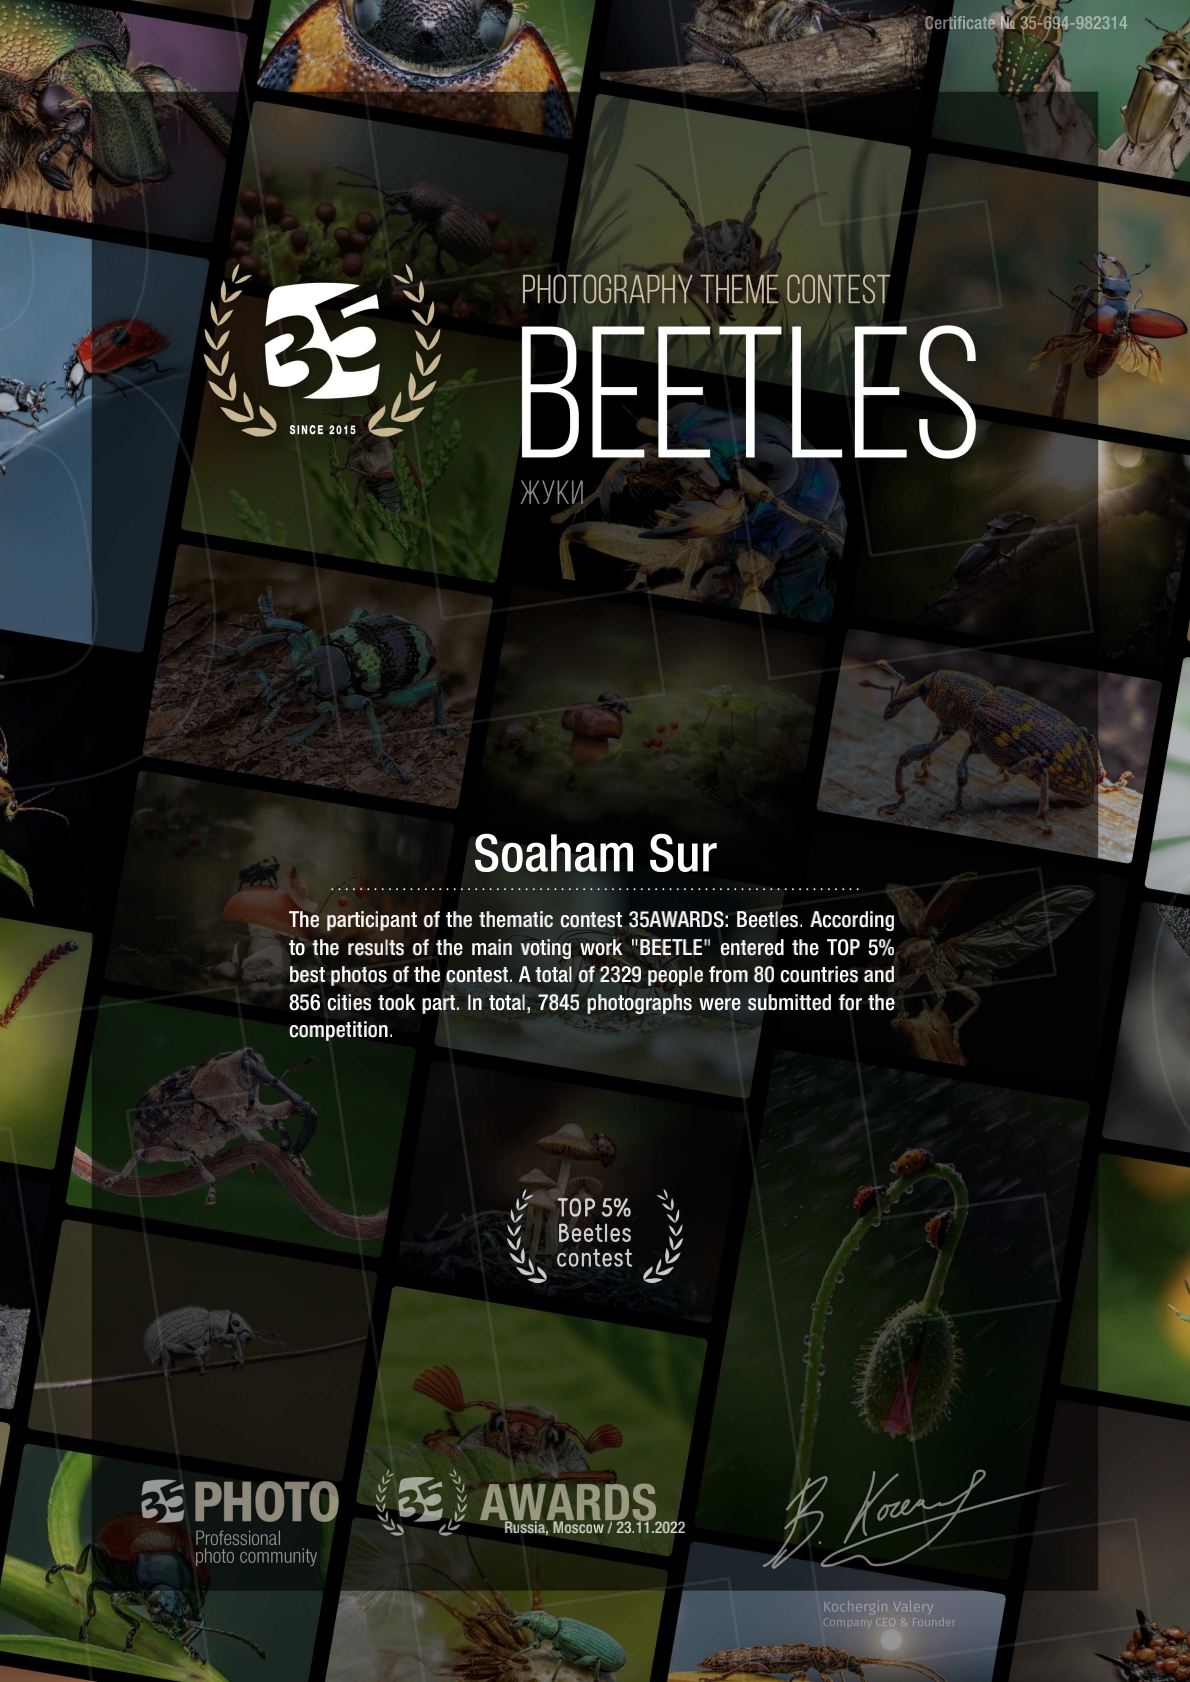 Certificate № 35-694-982314
PHOTOGRAPHY THEME CONTEST
BEETLES
ЖУКИ
35
SINCE 2015
Soaham Sur
The participant of the thematic contest 35AWARDS: Beetles. According
to the results of the main voting work "BEETLE" entered the TOP 5%
best photos of the contest. A total of 2329 people from 80 countries and
856 cities took part. In total, 7845 photographs were submitted for the
competition.
TOP 5%
Beetles
contest
35 PHOTO
Professional
photo community
35 AWARDS
Russia, Moscow / 23.11.2022
Kochergin Valery
Company CEO & Founder